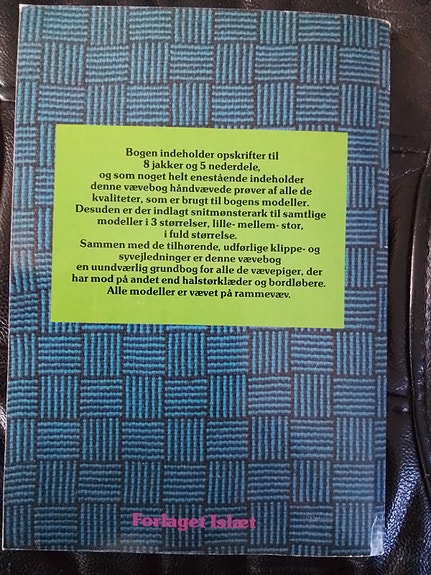 Bogen indeholder opskrifter til
8 jakker og 5 nederdele,
og som noget helt enestående indeholder
denne vævebog håndvævede prøver af alle de
kvaliteter, som er brugt til bogens modeller.
Desuden er der indlagt snitmønsterark til samtlige
modeller i 3 størrelser, lille- mellem- stor,
i fuld størrelse.
Sammen med de tilhørende, udførlige klippe- og
syvejledninger er denne vævebog
en uundværlig grundbog for alle de vævepiger, der
har mod på andet end halstørklæder og bordløbere.
Alle modeller er vævet på rammevæv.
Forlaget Islæt